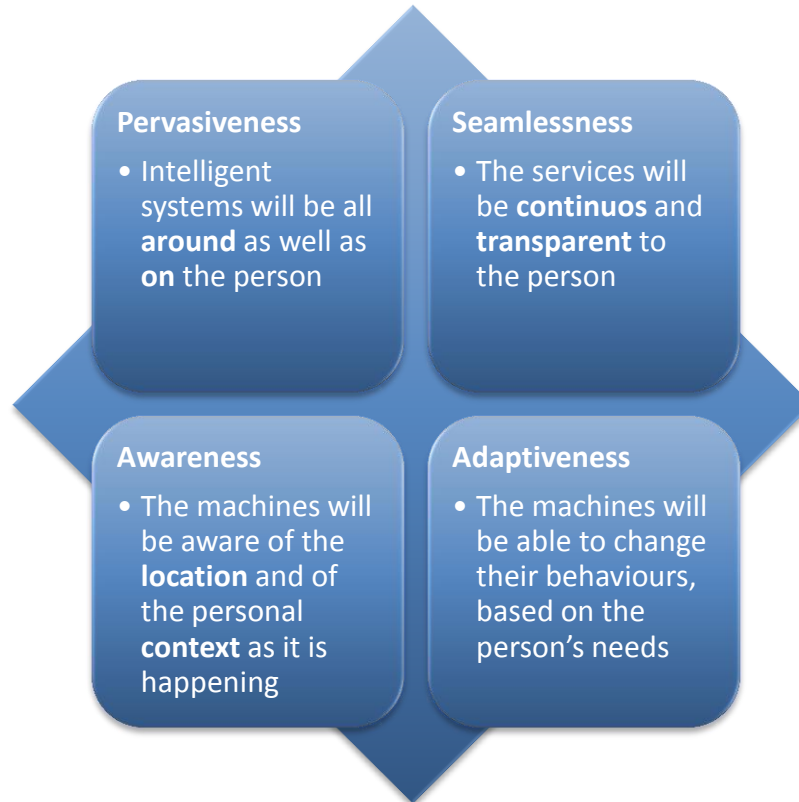 Pervasiveness
• Intelligent
systems will be all
around as well as
on the person
Seamlessness
• The services will
be continuos and
transparent to
the person
Awareness
• The machines will
be aware of the
location and of
the personal
context as it is
happening
Adaptiveness
• The machines will
be able to change
their behaviours,
based on the
person’s needs